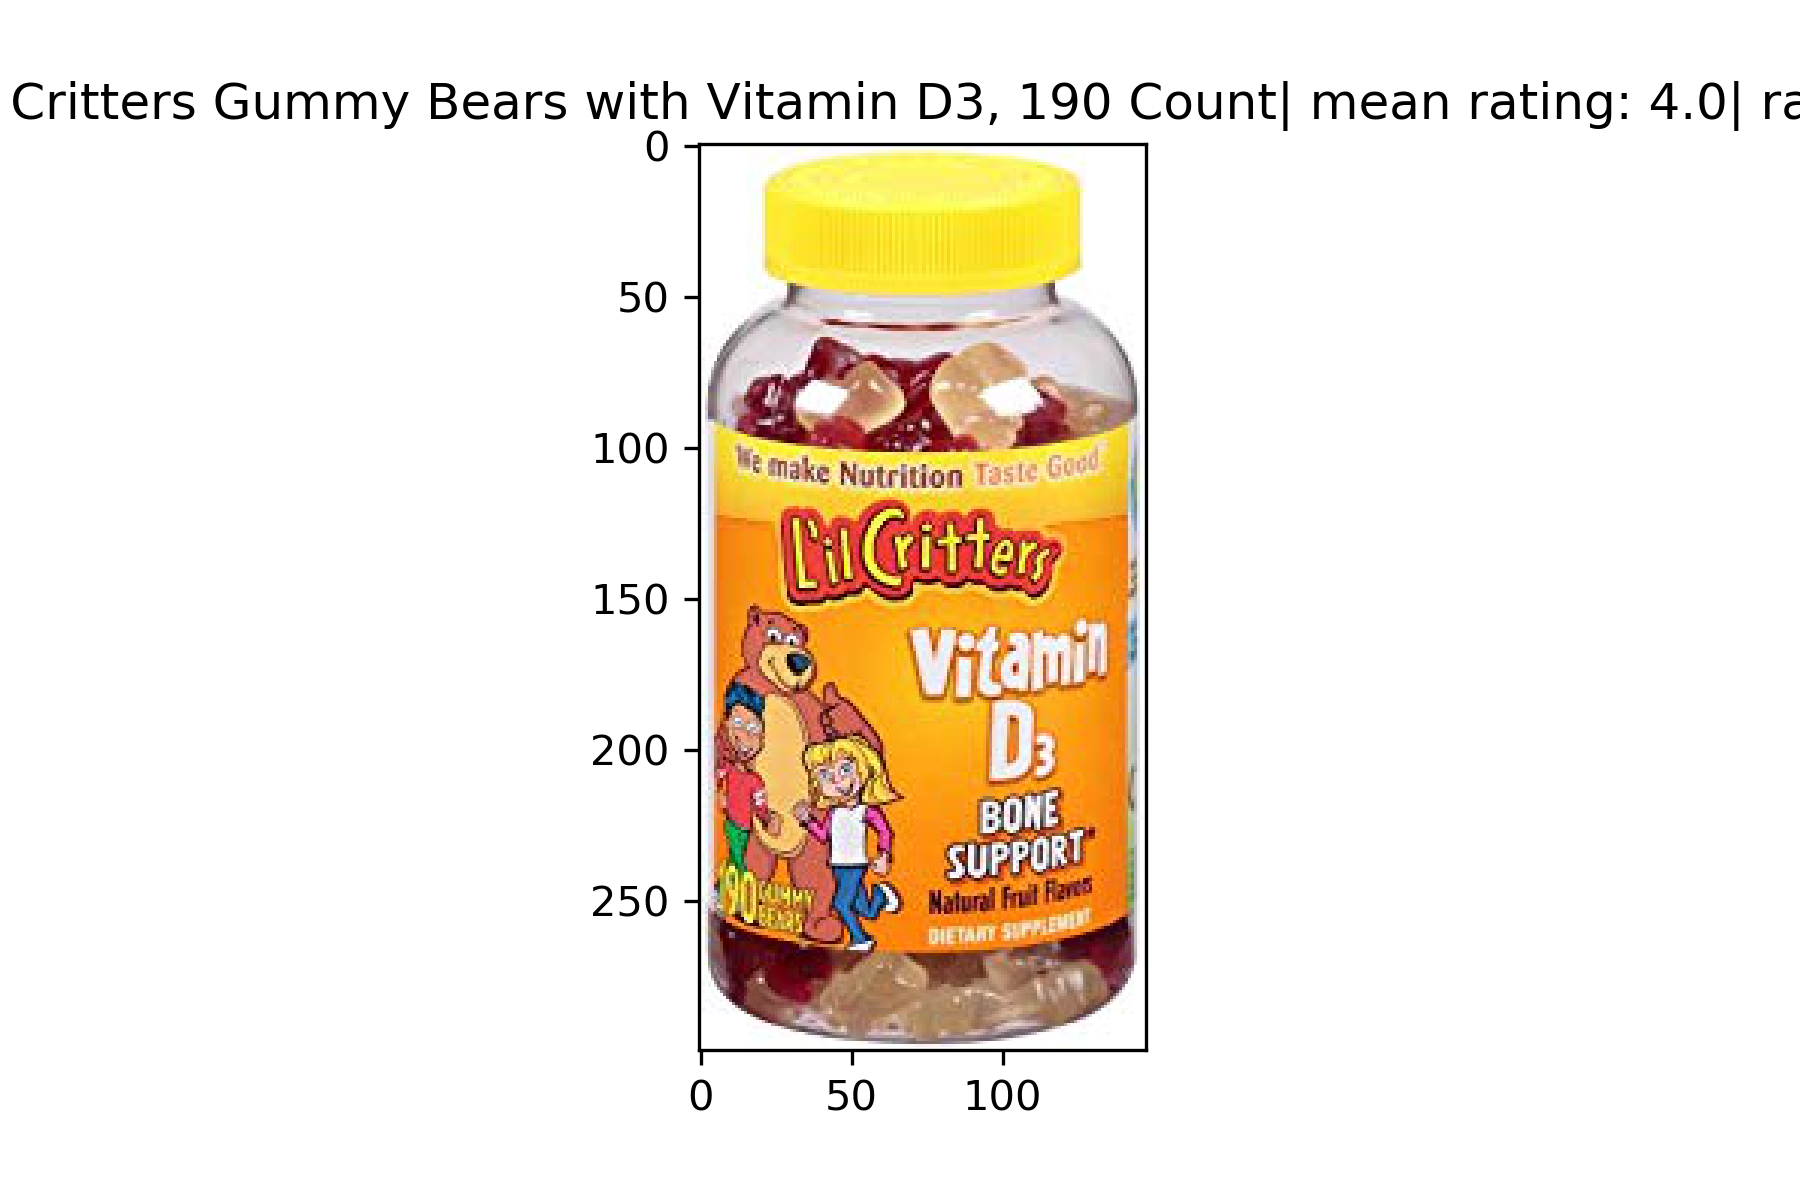 Critters Gummy Bears with Vitamin D3, 190 Count| mean rating: 4.0| ra
0
50
100
150
200
250
We make Nutrition Taste Good
L'il Critters
Vitamin
D3
BONE
SUPPORT
Natural Fruit Flavors
DIETARY SUPPLEMENT
190 GUMMY
BEARS
0 50 100